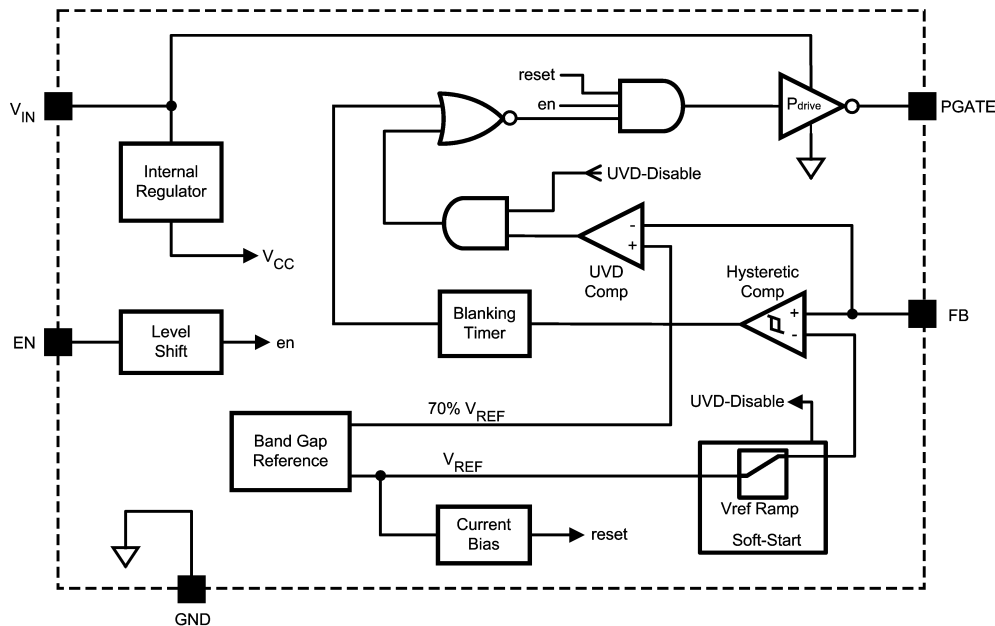 reset
en
V_IN
P_drive
PGATE
Internal
Regulator
UVD-Disable
-
+
V_CC
UVD
Comp
Hysteretic
Comp
Blanking
Timer
+
-
FB
EN
Level
Shift
en
UVD-Disable
70% V_REF
Band Gap
Reference
V_REF
Vref Ramp
Soft-Start
Current
Bias
reset
GND